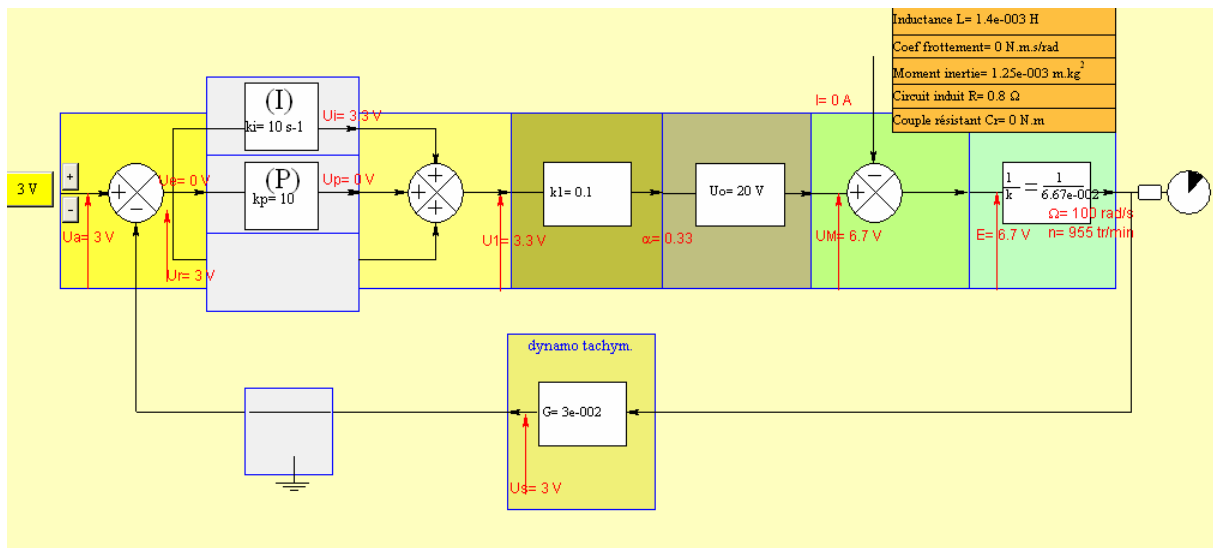 Inductance L= 1.4e-003 H
Coef frottement= 0 N.m.s/rad
Moment inertie= 1.25e-003 m.kg²
Circuit induit R= 0.8 Ω
Couple résistant Cr= 0 N.m
I= 0 A
(I)
ki= 10 s-1
Ui= 3.3 V
3 V
+
-
+
-
Ua= 3 V
Ue= 0 V
Ur= 3 V
(P)
kp= 10
Up= 0 V
+
+
+
U1= 3.3 V
k1= 0.1
α= 0.33
Uo= 20 V
UM= 6.7 V
+
-
E= 6.7 V
1/k = 1/6.67e-002
Ω= 100 rad/s
n= 955 tr/min
dynamo tachym.
G= 3e-002
Us= 3 V